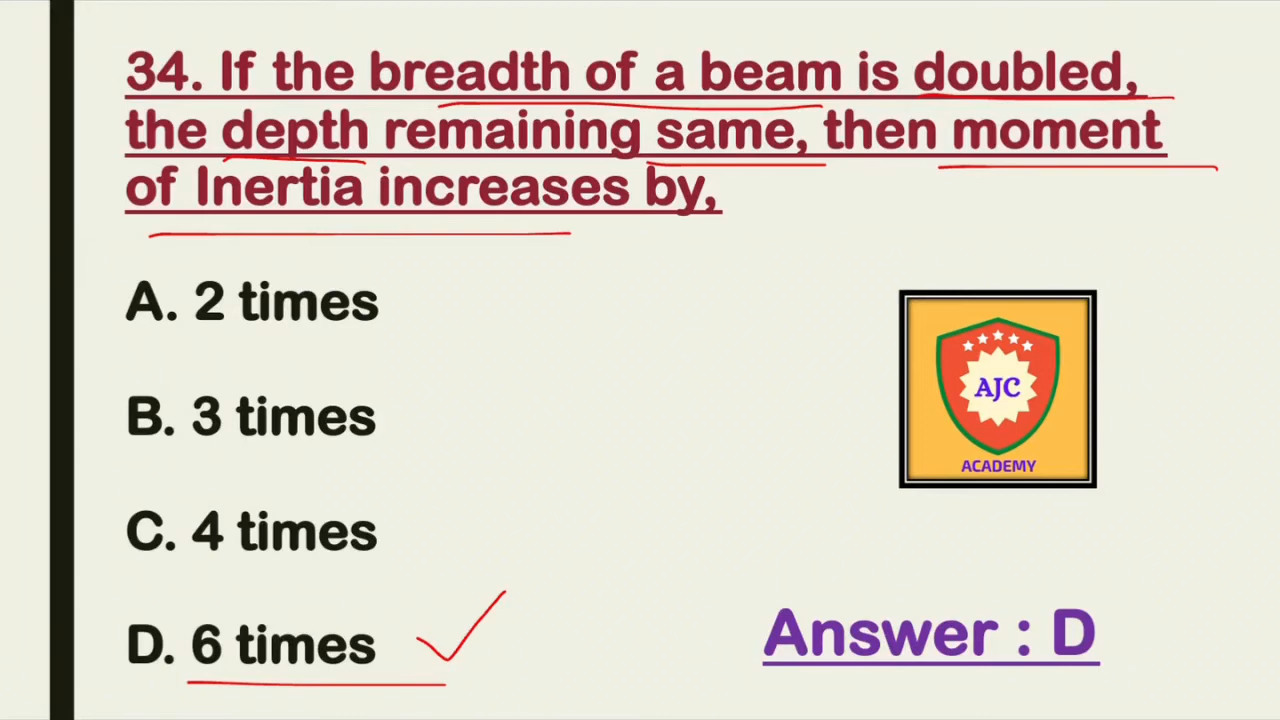 34. If the breadth of a beam is doubled,
the depth remaining same, then moment
of Inertia increases by,
A. 2 times
B. 3 times
C. 4 times
D. 6 times
AJC
ACADEMY
Answer : D